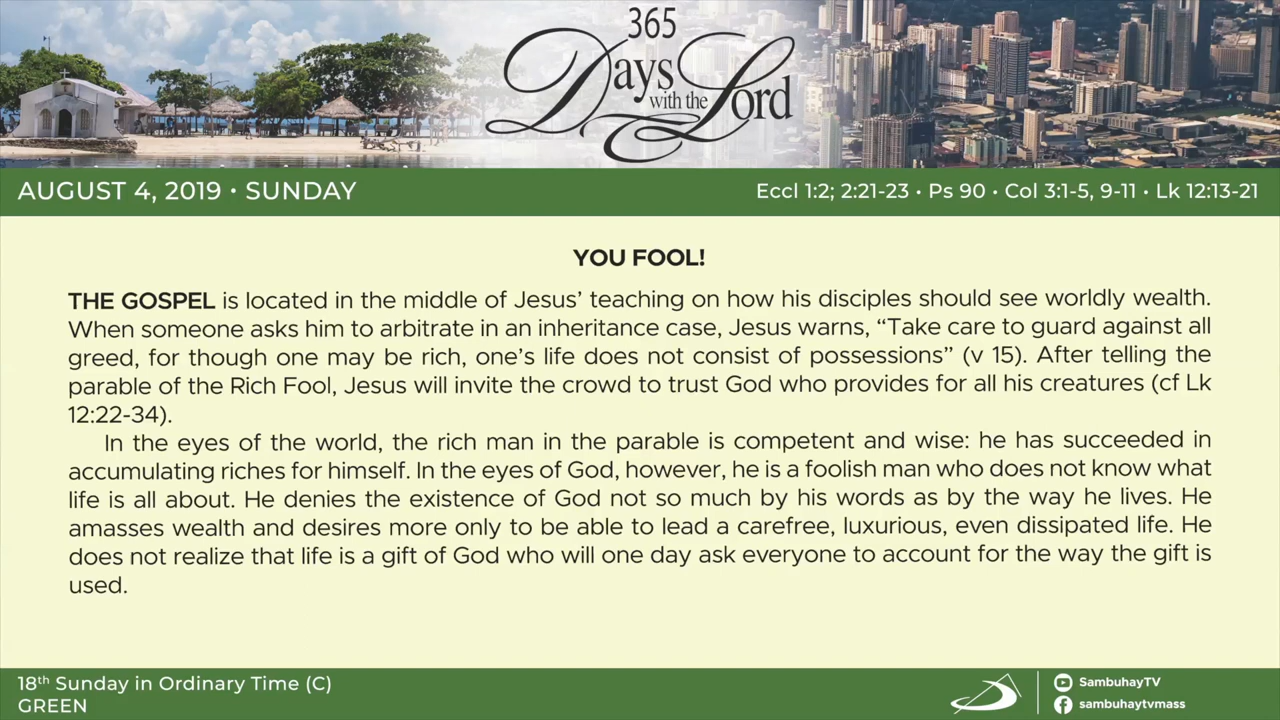 365
Days
with the
Lord
AUGUST 4, 2019 • SUNDAY
Eccl 1:2; 2:21-23 • Ps 90 • Col 3:1-5, 9-11 • Lk 12:13-21
YOU FOOL!
THE GOSPEL is located in the middle of Jesus’ teaching on how his disciples should see worldly wealth.
When someone asks him to arbitrate in an inheritance case, Jesus warns, “Take care to guard against all
greed, for though one may be rich, one’s life does not consist of possessions” (v 15). After telling the
parable of the Rich Fool, Jesus will invite the crowd to trust God who provides for all his creatures (cf Lk
12:22-34).
In the eyes of the world, the rich man in the parable is competent and wise: he has succeeded in
accumulating riches for himself. In the eyes of God, however, he is a foolish man who does not know what
life is all about. He denies the existence of God not so much by his words as by the way he lives. He
amasses wealth and desires more only to be able to lead a carefree, luxurious, even dissipated life. He
does not realize that life is a gift of God who will one day ask everyone to account for the way the gift is
used.
18th Sunday in Ordinary Time (C)
GREEN
SambuhayTV
sambuhaytvmass